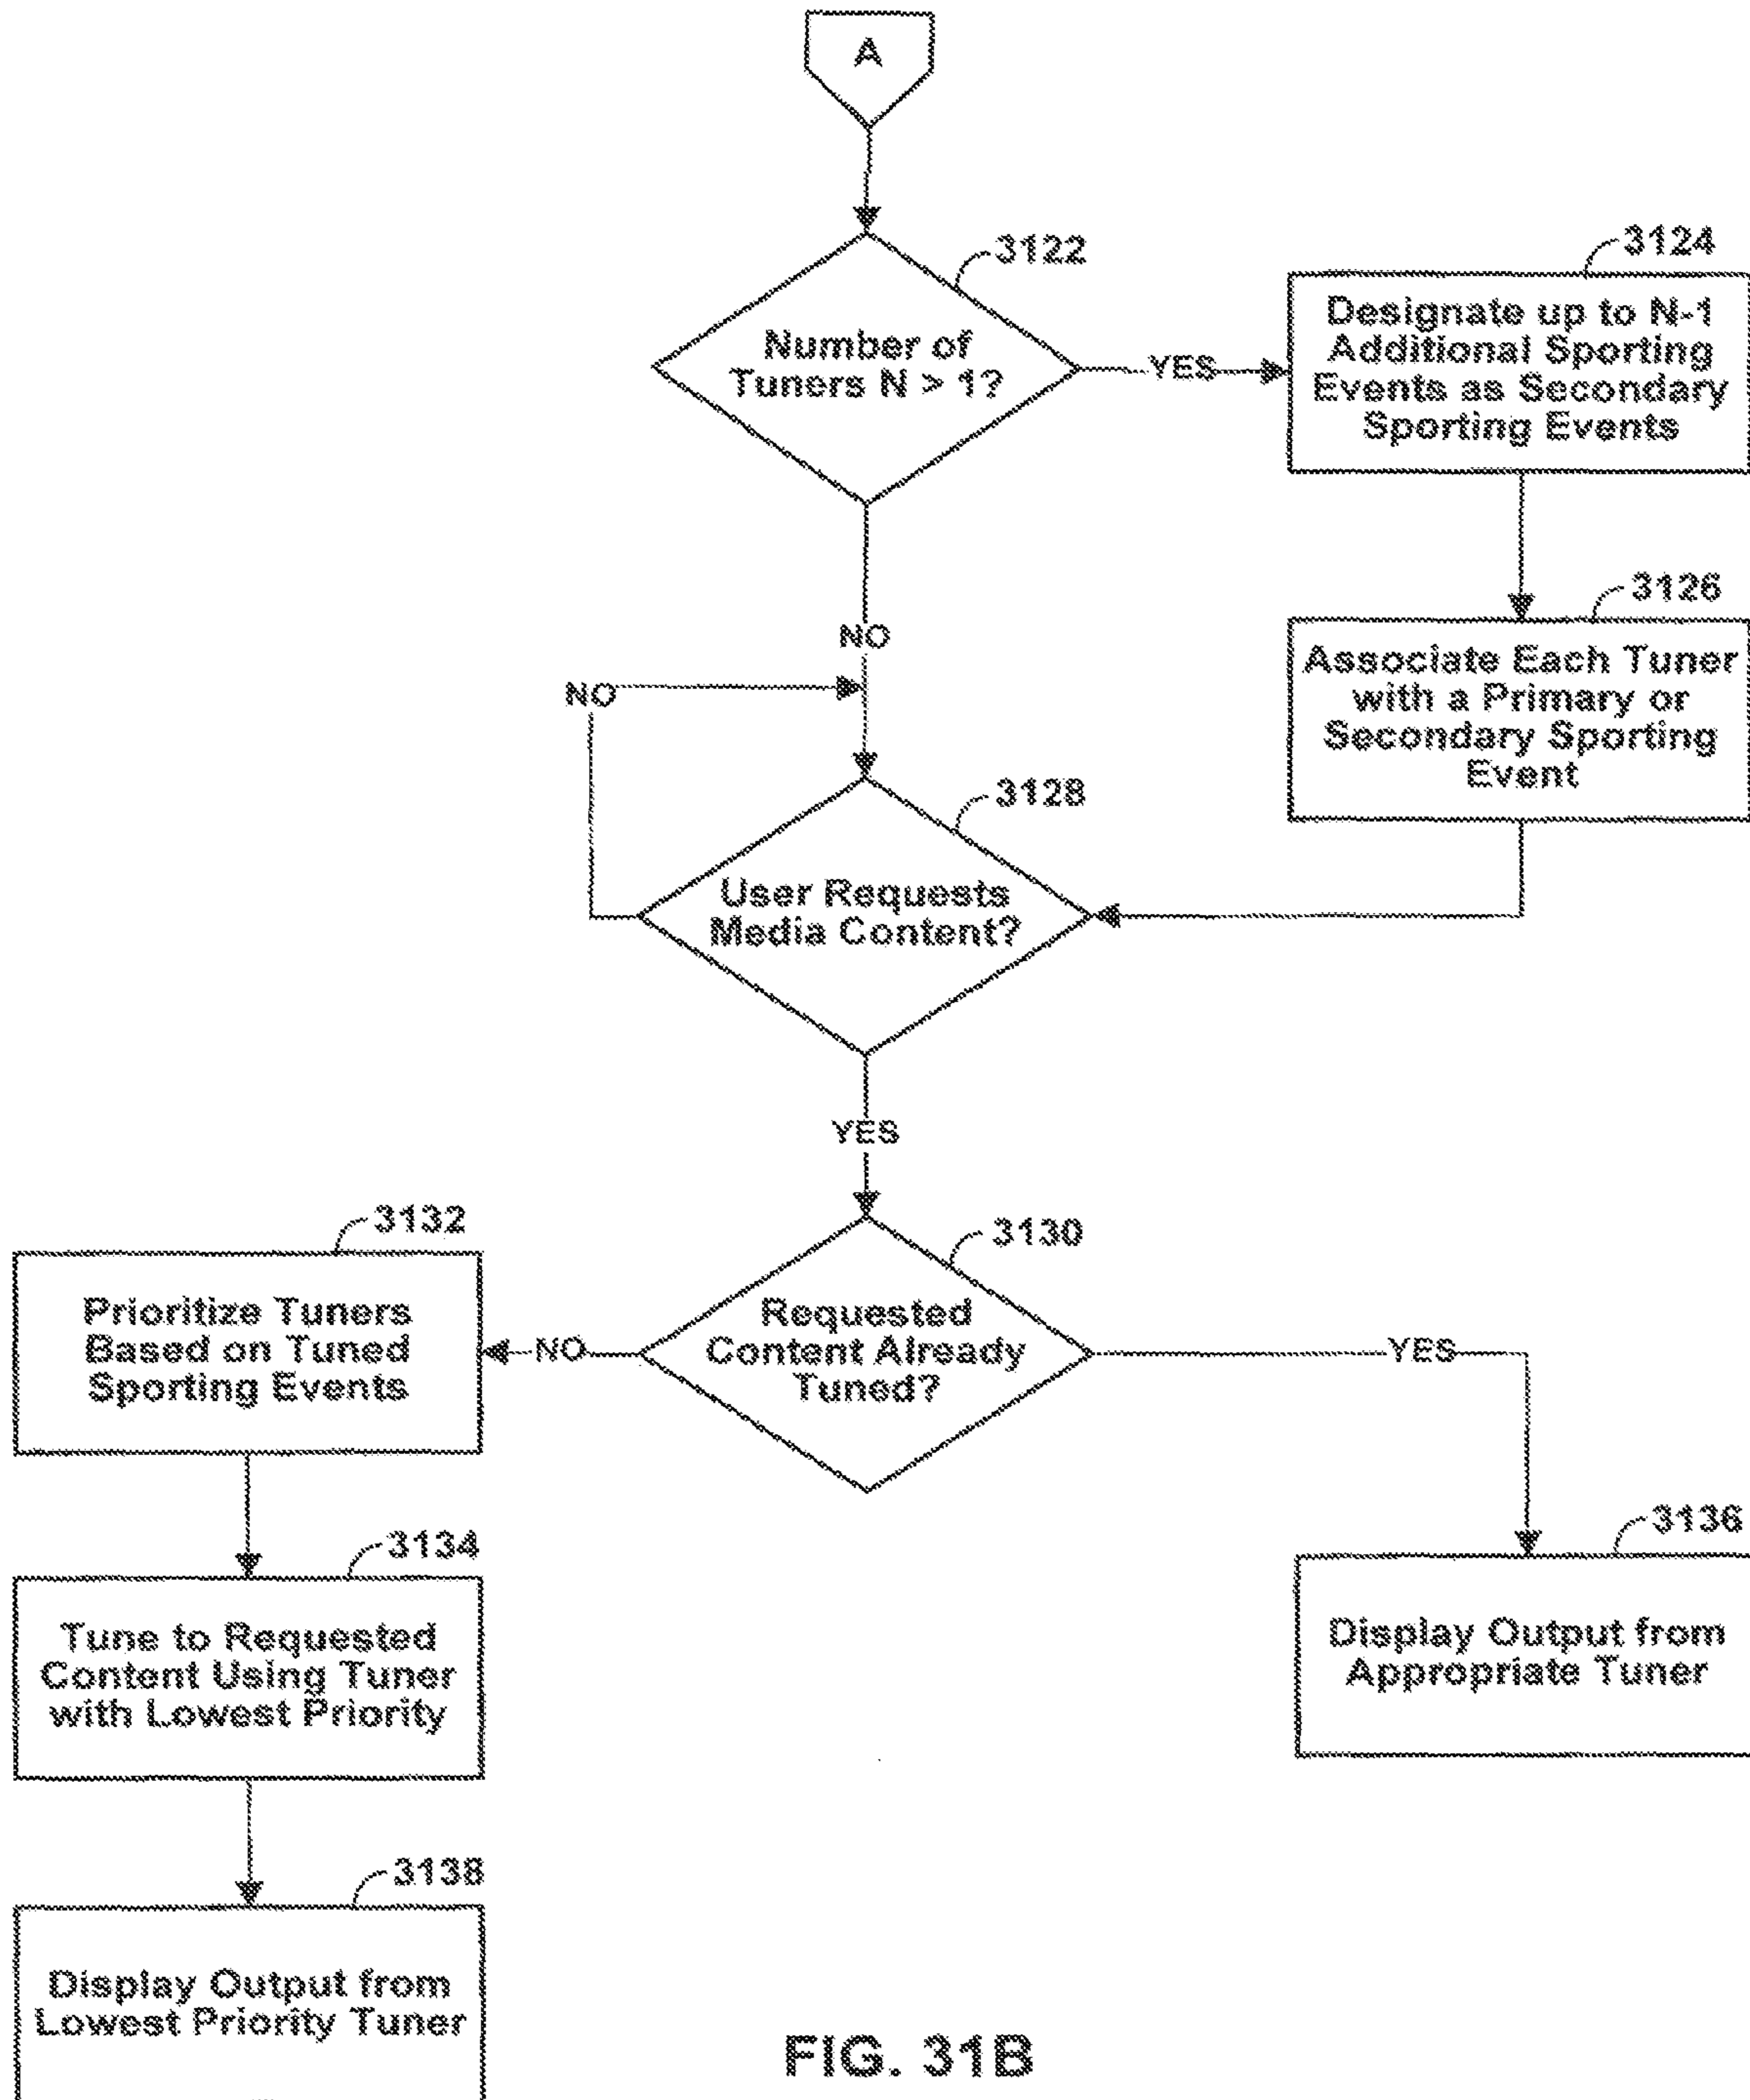 A
3122
Number of
Tuners N > 1?
YES
3124
Designate up to N-1
Additional Sporting
Events as Secondary
Sporting Events
3126
Associate Each Tuner
with a Primary or
Secondary Sporting
Event
NO
NO
3128
User Requests
Media Content?
YES
3130
Requested
Content Already
Tuned?
NO
YES
3132
Prioritize Tuners
Based on Tuned
Sporting Events
3134
Tune to Requested
Content Using Tuner
with Lowest Priority
3136
Display Output from
Appropriate Tuner
3138
Display Output from
Lowest Priority Tuner
FIG. 31B